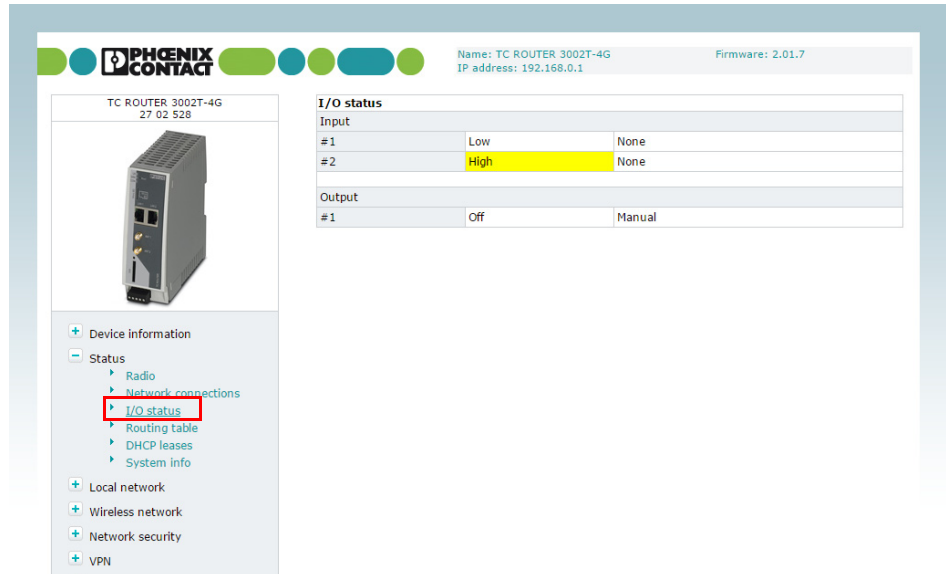 PHŒNIX
CONTACT
Name: TC ROUTER 3002T-4G Firmware: 2.01.7
IP address: 192.168.0.1
TC ROUTER 3002T-4G
27 02 528
I/O status
Input
#1 Low None
#2 High None
Output
#1 Off Manual
Device information
Status
Radio
Network connections
I/O status
Routing table
DHCP leases
System info
Local network
Wireless network
Network security
VPN